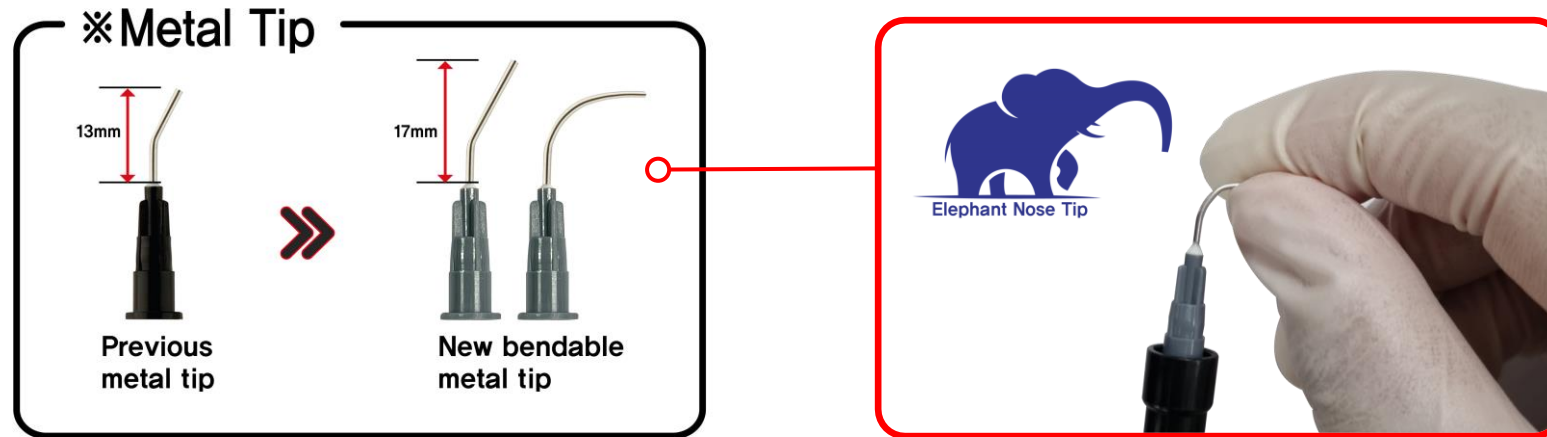 ※Metal Tip
13mm
17mm
Previous
metal tip
New bendable
metal tip
Elephant Nose Tip